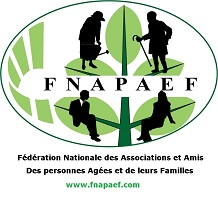 FNAPAEF
Fédération Nationale des Associations et Amis
Des personnes Agées et de leurs Familles
www.fnapaef.com